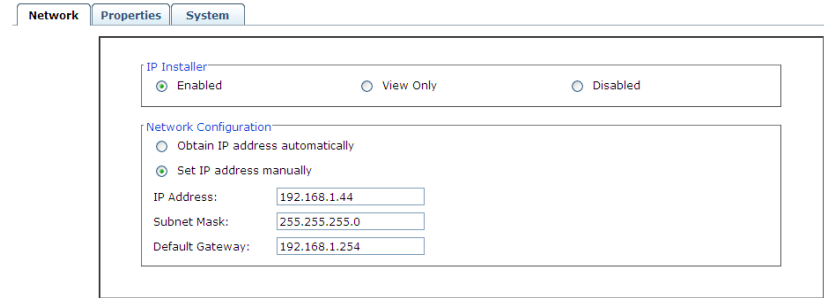 Network Properties System
IP Installer
Enabled View Only Disabled
Network Configuration
Obtain IP address automatically
Set IP address manually
IP Address: 192.168.1.44
Subnet Mask: 255.255.255.0
Default Gateway: 192.168.1.254